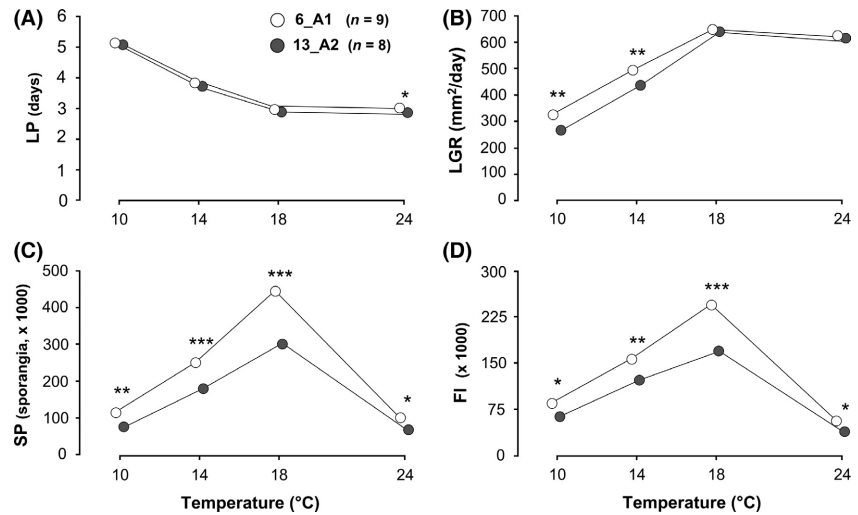 (A)
6
5
4
3
2
1
0
LP (days)
6_A1 (n = 9)
13_A2 (n = 8)
*
10 14 18 24
(B)
700
600
500
400
300
200
100
0
LGR (mm²/day)
** **
10 14 18 24
(C)
500
400
300
200
100
0
SP (sporangia, x 1000)
** *** *** *
10 14 18 24
Temperature (°C)
(D)
300
225
150
75
0
FI (x 1000)
* ** *** *
10 14 18 24
Temperature (°C)